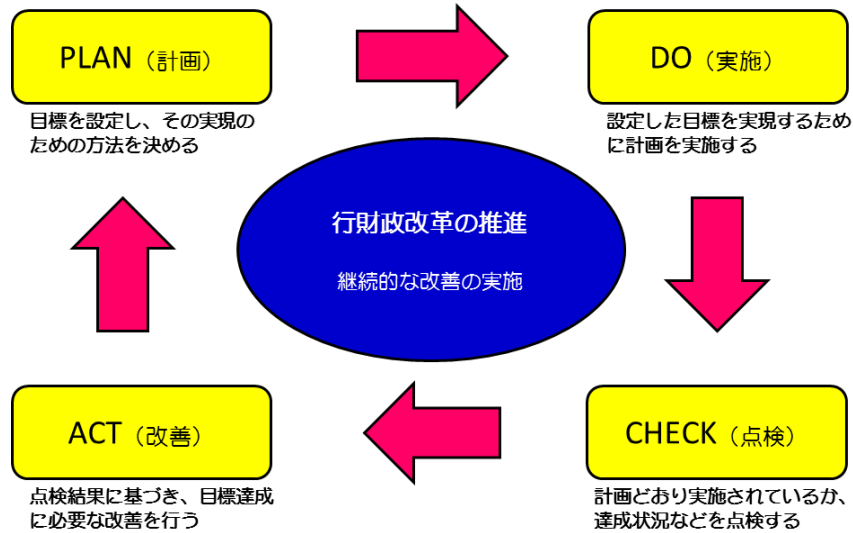 PLAN（計画）
目標を設定し、その実現の
ための方法を決める
DO（実施）
設定した目標を実現するため
に計画を実施する
行財政改革の推進
継続的な改善の実施
ACT（改善）
点検結果に基づき、目標達成
に必要な改善を行う
CHECK（点検）
計画どおり実施されているか、
達成状況などを点検する